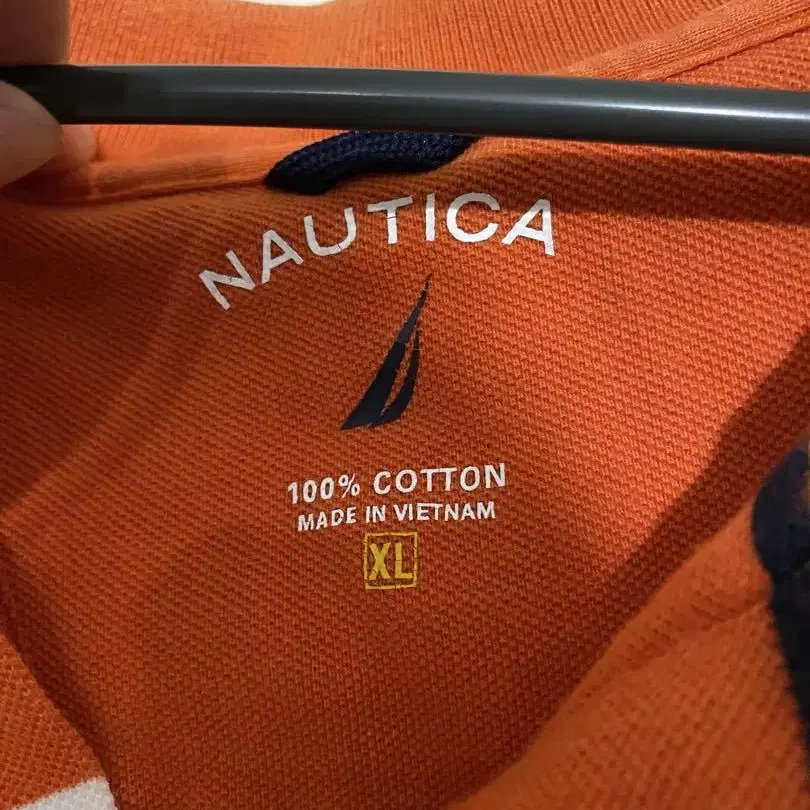 NAUTICA
100% COTTON
MADE IN VIETNAM
XL